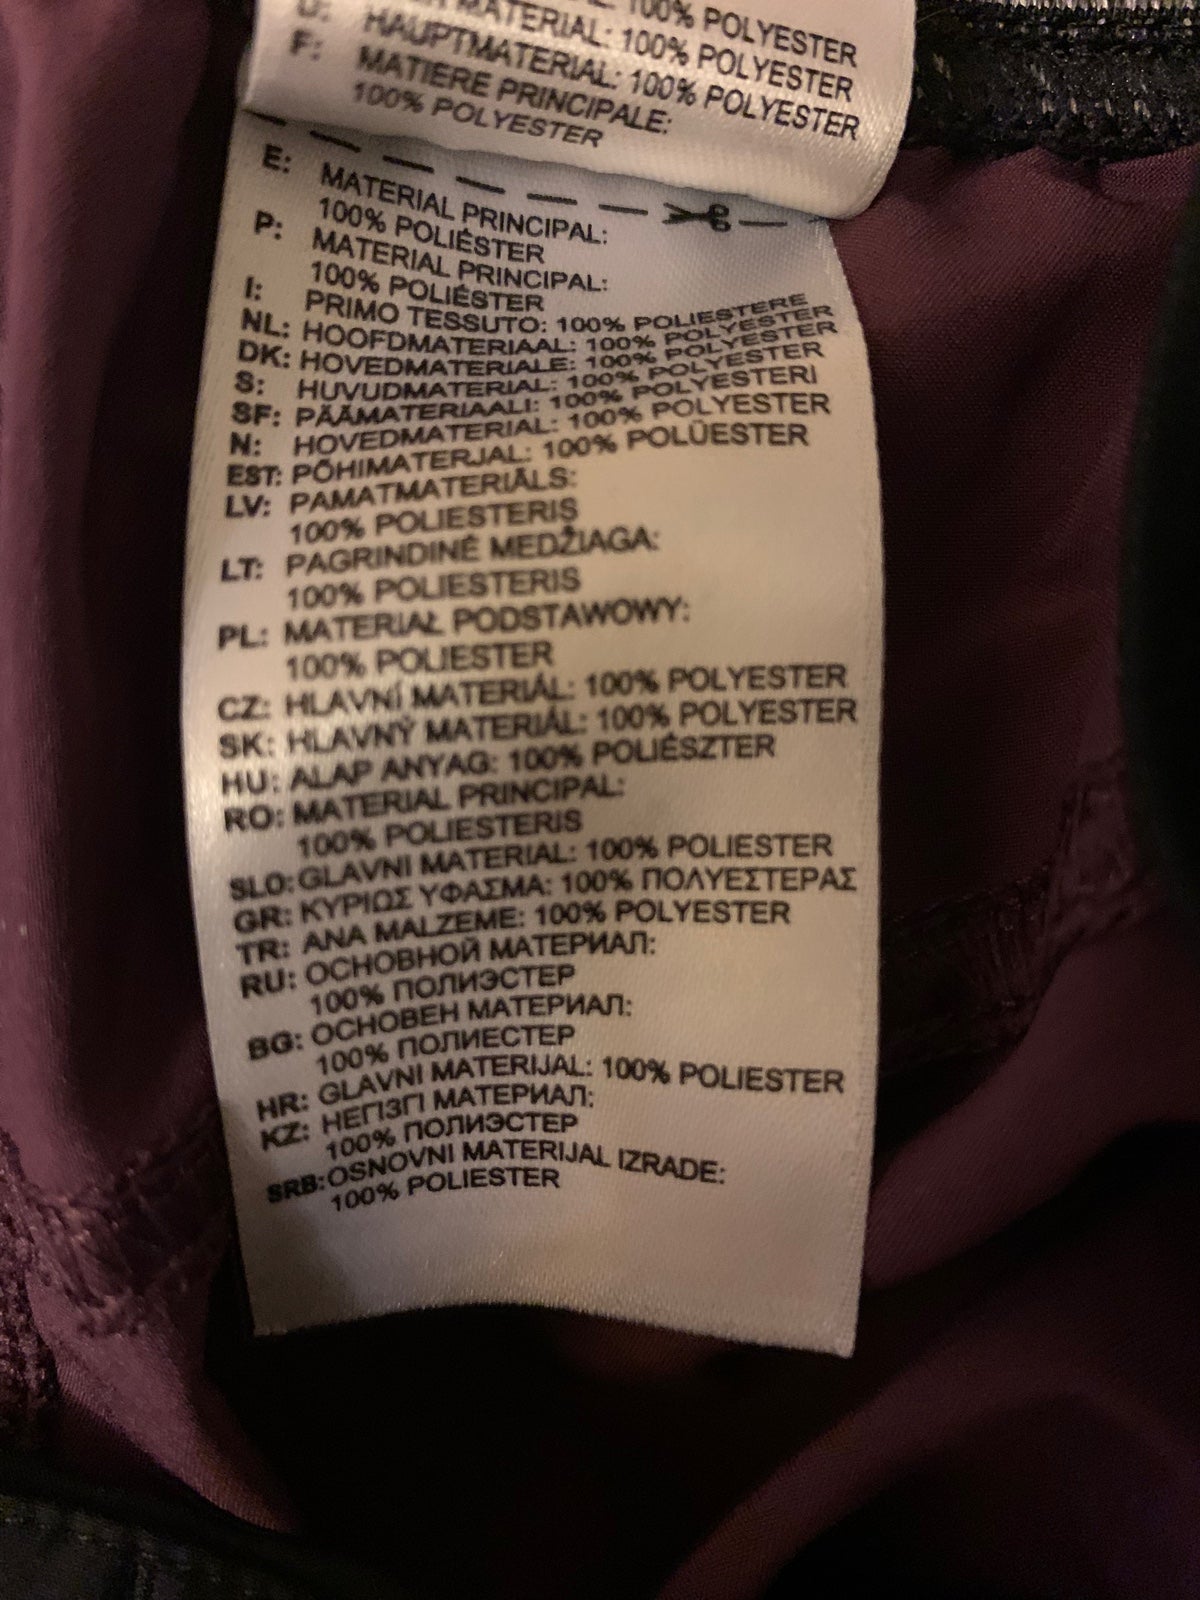 100% POLYESTER
MATERIAL: 100% POLYESTER
D: HAUPTMATERIAL: 100% POLYESTER
F: MATIERE PRINCIPALE:
100% POLYESTER
E: MATERIAL PRINCIPAL:
100% POLIÉSTER
P: MATERIAL PRINCIPAL:
100% POLIÉSTER
I: PRIMO TESSUTO: 100% POLIESTERE
NL: HOOFDMATERIAAL: 100% POLYESTER
DK: HOVEDMATERIALE: 100% POLYESTER
S: HUVUDMATERIAL: 100% POLYESTER
SF: PÄÄMATERIAALI: 100% POLYESTERI
N: HOVEDMATERIAL: 100% POLYESTER
EST: PÕHIMATERJAL: 100% POLÜESTER
LV: PAMATMATERIĀLS:
100% POLIESTERIS
LT: PAGRINDINĖ MEDŽIAGA:
100% POLIESTERIS
PL: MATERIAŁ PODSTAWOWY:
100% POLIESTER
CZ: HLAVNÍ MATERIÁL: 100% POLYESTER
SK: HLAVNÝ MATERIÁL: 100% POLYESTER
HU: ALAP ANYAG: 100% POLIÉSZTER
RO: MATERIAL PRINCIPAL:
100% POLIESTERIS
SLO: GLAVNI MATERIAL: 100% POLIESTER
GR: ΚΥΡΙΩΣ ΥΦΑΣΜΑ: 100% ΠΟΛΥΕΣΤΕΡΑΣ
TR: ANA MALZEME: 100% POLYESTER
RU: ОСНОВНОЙ МАТЕРИАЛ:
100% ПОЛИЭСТЕР
BG: ОСНОВЕН МАТЕРИАЛ:
100% ПОЛИЕСТЕР
HR: GLAVNI MATERIJAL: 100% POLIESTER
KZ: НЕГІЗГІ МАТЕРИАЛ:
100% ПОЛИЭСТЕР
SRB: OSNOVNI MATERIJAL IZRADE:
100% POLIESTER